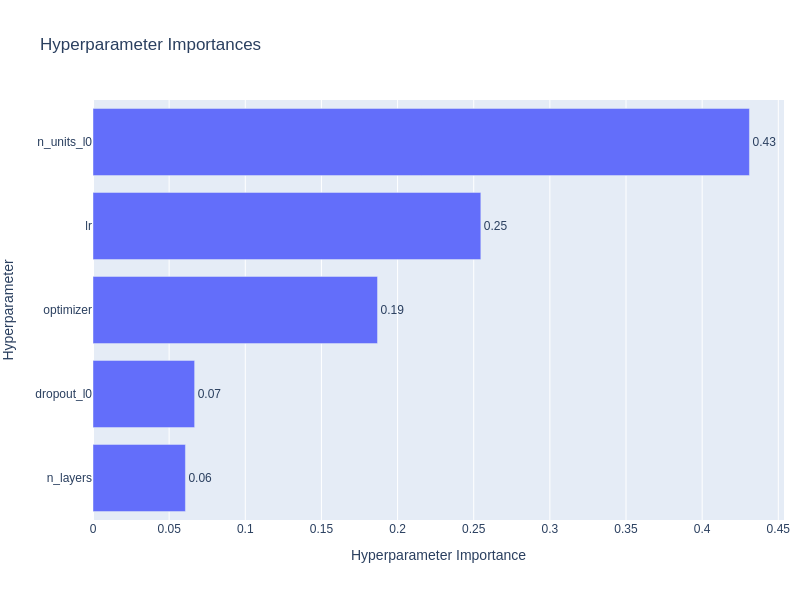 Hyperparameter Importances
n_units_l0
0.43
lr
0.25
optimizer
0.19
dropout_l0
0.07
n_layers
0.06
Hyperparameter
0
0.05
0.1
0.15
0.2
0.25
0.3
0.35
0.4
0.45
Hyperparameter Importance